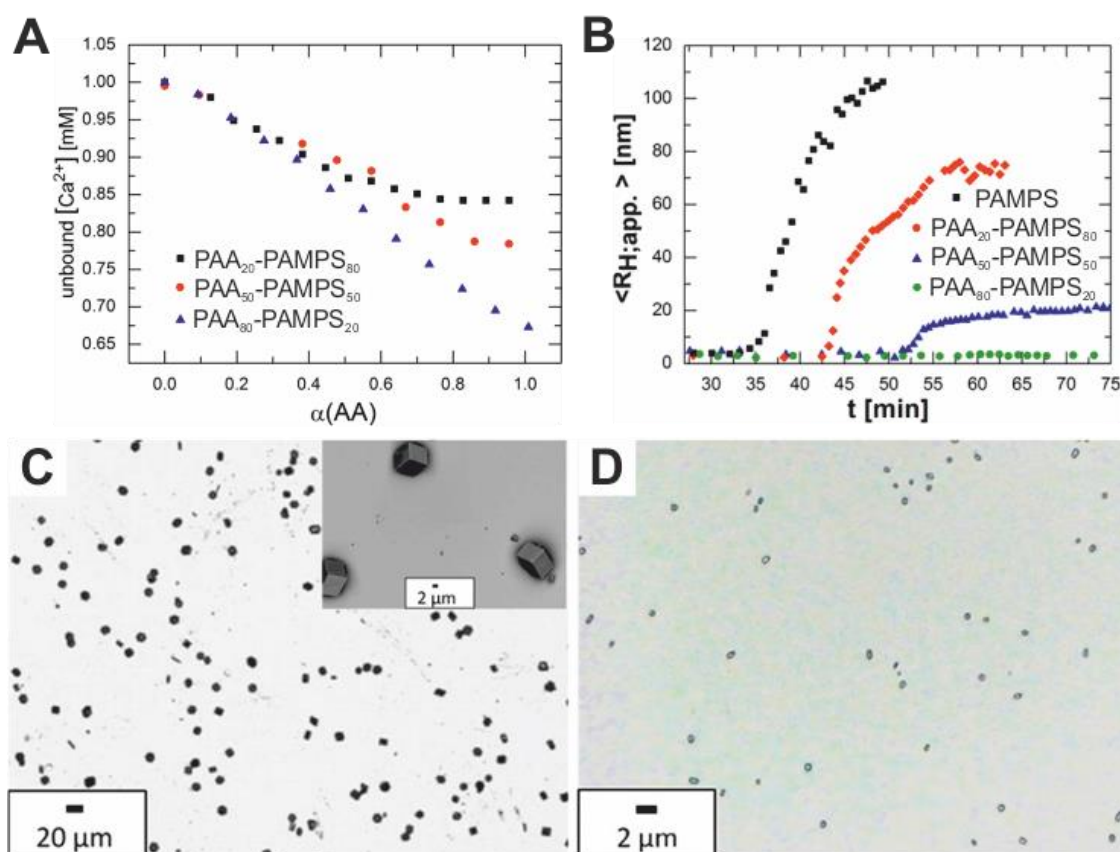 A
1.05
1.00
0.95
0.90
0.85
0.80
0.75
0.70
0.65
unbound [Ca²⁺] [mM]
PAA₂₀-PAMPS₈₀
PAA₅₀-PAMPS₅₀
PAA₈₀-PAMPS₂₀
0.0 0.2 0.4 0.6 0.8 1.0
α(AA)
B
120
100
80
60
40
20
0
<R_H;app. > [nm]
PAMPS
PAA₂₀-PAMPS₈₀
PAA₅₀-PAMPS₅₀
PAA₈₀-PAMPS₂₀
30 35 40 45 50 55 60 65 70 75
t [min]
C
2 µm
20 µm
D
2 µm